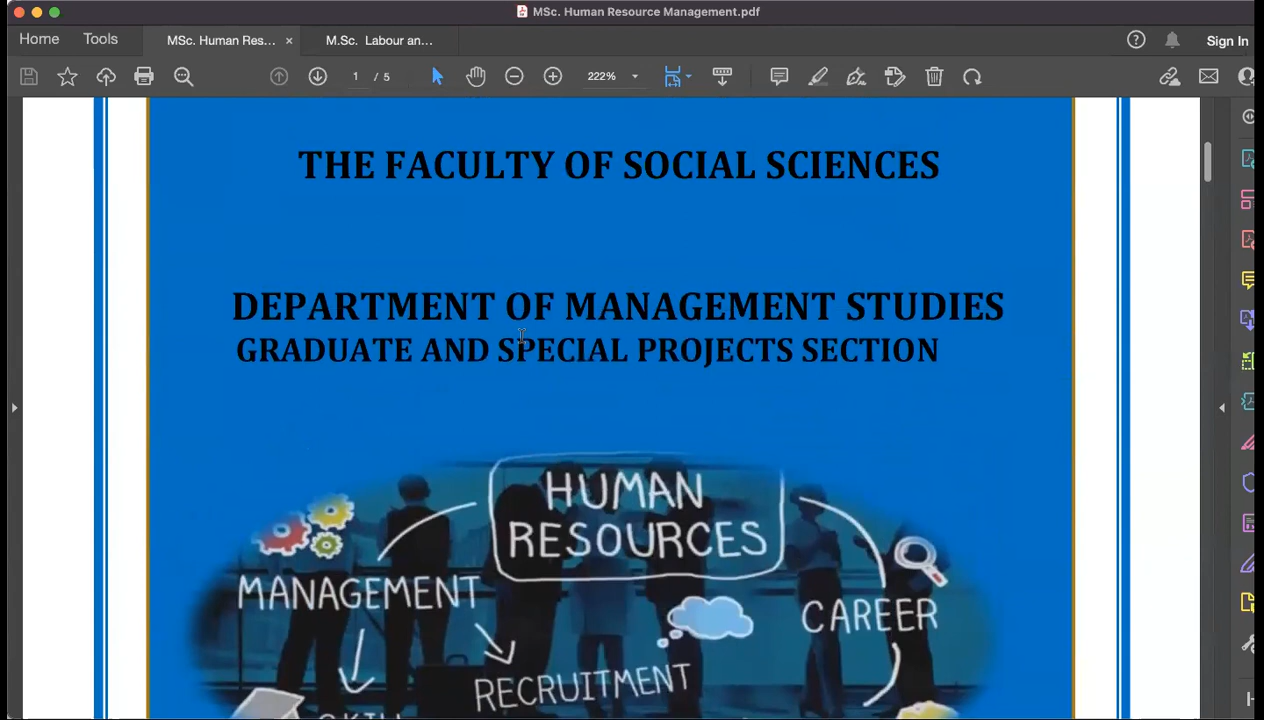 MSc. Human Resource Management.pdf
Home Tools MSc. Human Res... × M.Sc. Labour an... Sign In
1 / 5 222%
THE FACULTY OF SOCIAL SCIENCES
DEPARTMENT OF MANAGEMENT STUDIES
GRADUATE AND SPECIAL PROJECTS SECTION
HUMAN
RESOURCES
MANAGEMENT
CAREER
RECRUITMENT
SKILL